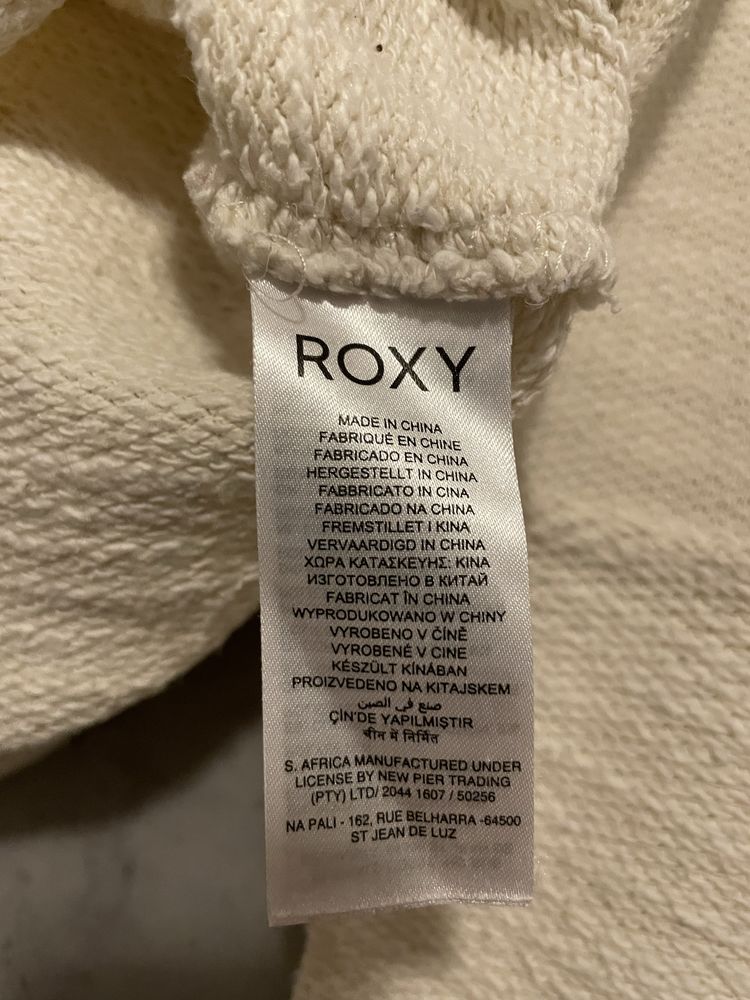 ROXY
MADE IN CHINA
FABRIQUÉ EN CHINE
FABRICADO EN CHINA
HERGESTELLT IN CHINA
FABBRICATO IN CINA
FABRICADO NA CHINA
FREMSTILLET I KINA
VERVAARDIGD IN CHINA
ΧΩΡΑ ΚΑΤΑΣΚΕΥΗΣ: ΚΙΝΑ
ИЗГОТОВЛЕНО В КИТАЙ
FABRICAT ÎN CHINA
WYPRODUKOWANO W CHINY
VYROBENO V ČÍNĚ
VYROBENÉ V CINE
KÉSZÜLT KÍNÁBAN
PROIZVEDENO NA KITAJSKEM
صنع في الصين
ÇİN'DE YAPILMIŞTIR
चीन में निर्मित
S. AFRICA MANUFACTURED UNDER
LICENSE BY NEW PIER TRADING
(PTY) LTD/ 2044 1607 / 50256
NA PALI - 162, RUE BELHARRA -64500
ST JEAN DE LUZ